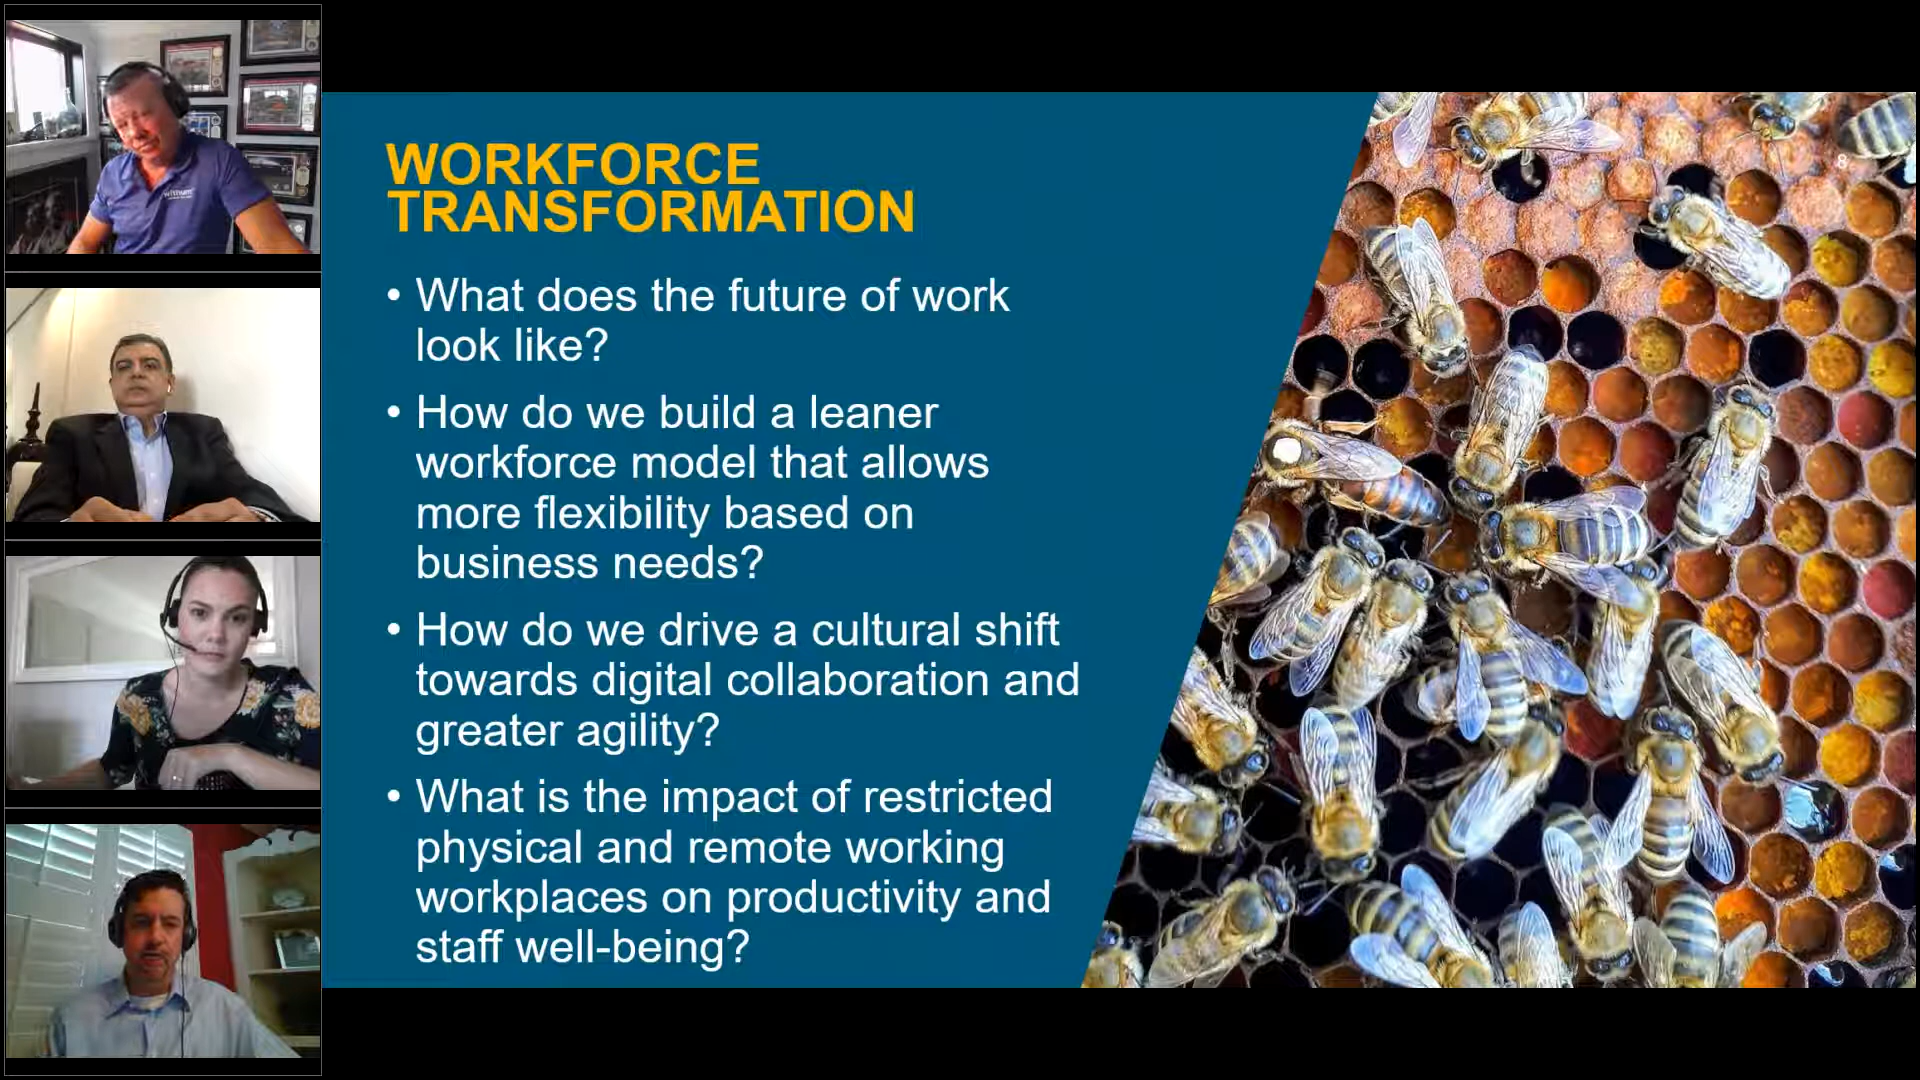 withum
WORKFORCE
TRANSFORMATION
8
• What does the future of work
look like?
• How do we build a leaner
workforce model that allows
more flexibility based on
business needs?
• How do we drive a cultural shift
towards digital collaboration and
greater agility?
• What is the impact of restricted
physical and remote working
workplaces on productivity and
staff well-being?